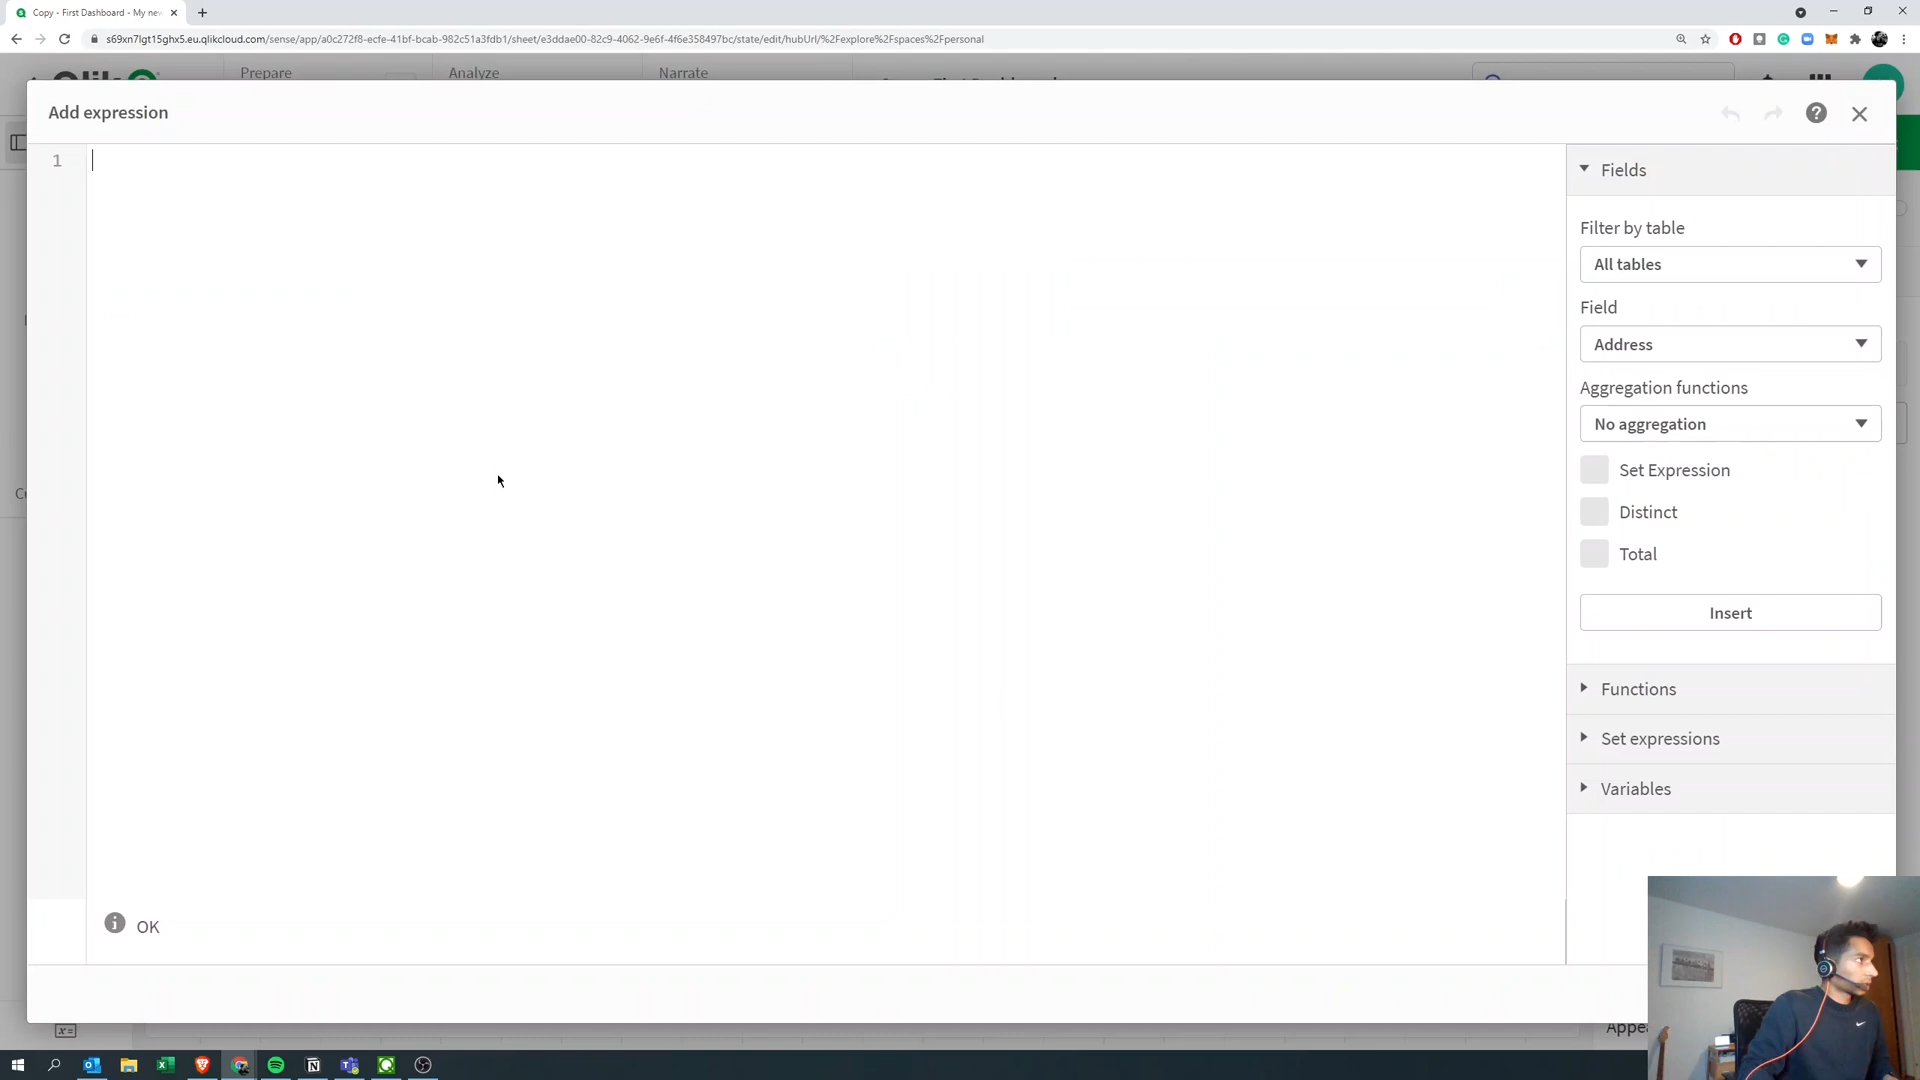 Copy - First Dashboard - My new
s69xn7lgt15ghx5.eu.qlikcloud.com/sense/app/a0c272f8-ecfe-41bf-bcab-982c51a3fdb1/sheet/e3ddae00-82c9-4062-9e6f-4f6e358497bc/state/edit/hubUrl/%2Fexplore%2Fspaces%2Fpersonal
Prepare
Analyze
Narrate
Add expression
1
Fields
Filter by table
All tables
Field
Address
Aggregation functions
No aggregation
Set Expression
Distinct
Total
Insert
Functions
Set expressions
Variables
OK